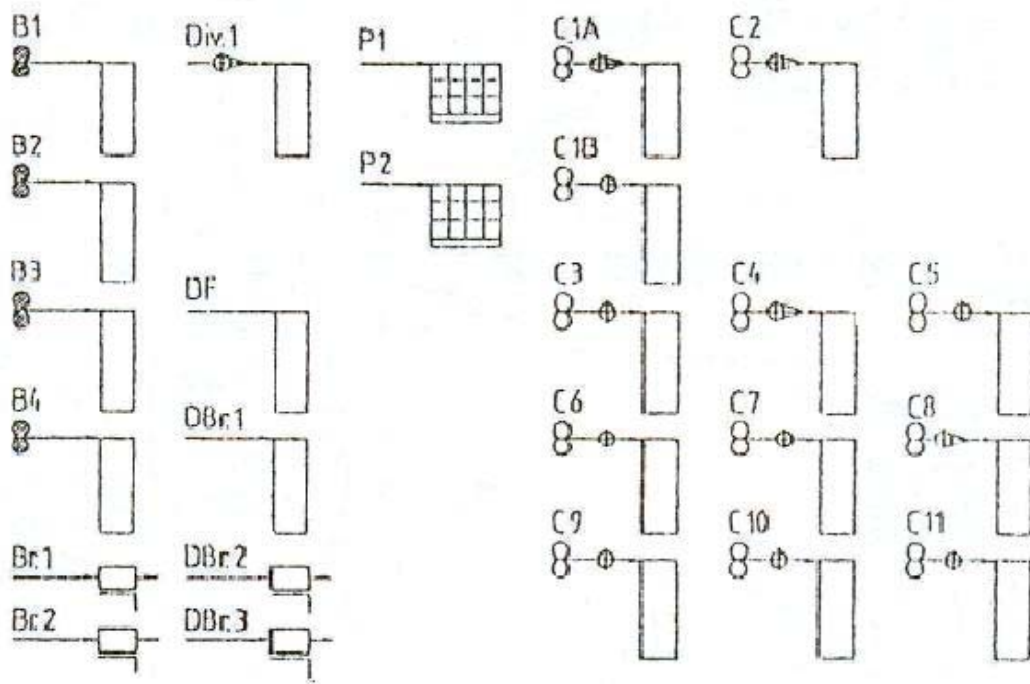 B1 Div.1 P1 C1A C2
B2 P2 C1B
B3 DF C3 C4 C5
B4 DBr.1 C6 C7 C8
C9 C10 C11
Br.1 DBr.2
Br.2 DBr.3